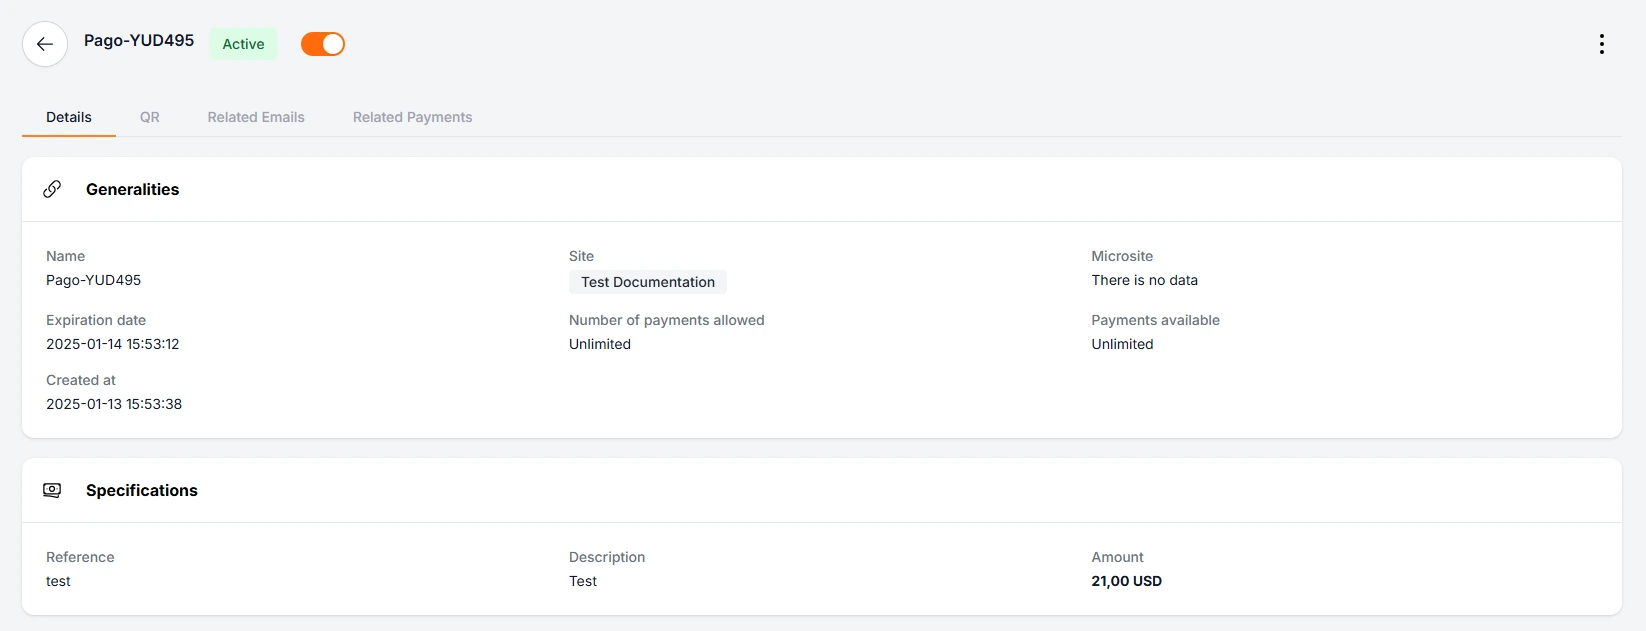 Pago-YUD495 Active
Details QR Related Emails Related Payments
Generalities
Name Site Microsite
Pago-YUD495 Test Documentation There is no data
Expiration date Number of payments allowed Payments available
2025-01-14 15:53:12 Unlimited Unlimited
Created at
2025-01-13 15:53:38
Specifications
Reference Description Amount
test Test 21,00 USD